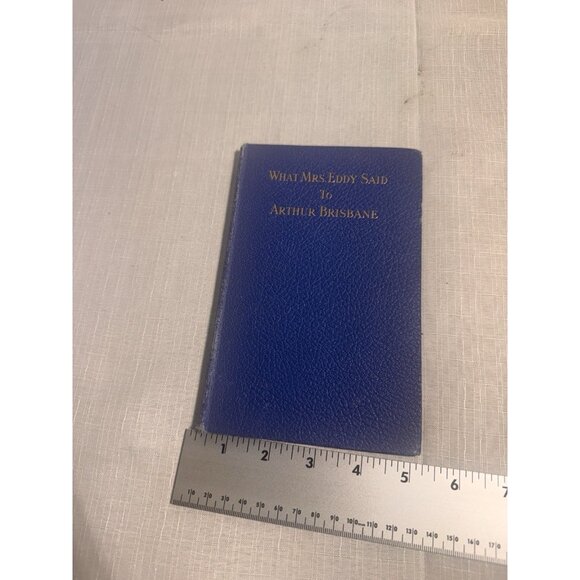 WHAT MRS. EDDY SAID
TO
ARTHUR BRISBANE
1 2 3 4 5 6 7